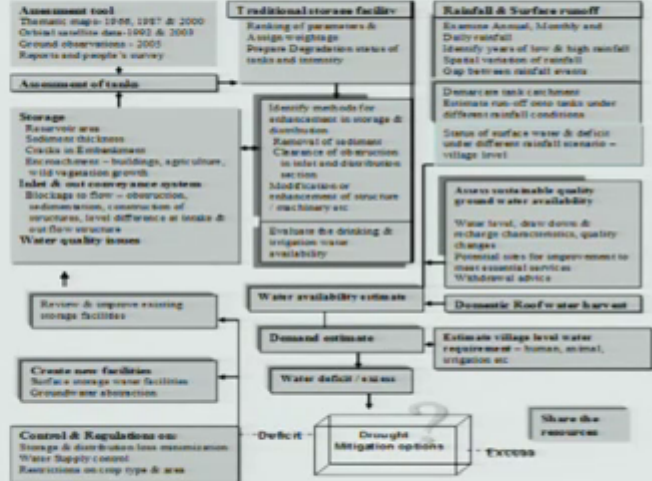 Assessment tool
Thematic maps- 1966, 1987 & 2000
Orbital satellite data-1992 & 2003
Ground observations - 2005
Reports and people's survey
Assessment of tanks
Storage
Reservoir area
Sediment thickness
Cracks in Embankment
Encroachment – buildings, agriculture,
wild vegetation growth
Inlet & out conveyance system
Blockage to flow – obstruction,
sedimentation, construction of
structures, level difference at intake &
out flow structure
Water quality issues
Review & improve existing
storage facilities
Create new facilities
Surface storage water facilities
Groundwater abstraction
Control & Regulations on:
Storage & distribution loss minimization
Water Supply control
Restrictions on crop type & area
Traditional storage facility
Ranking of parameters &
Assign weightage
Prepare Degradation status of
tanks and intensity
Identify methods for
enhancement in storage &
distribution
Removal of sediment
Clearance of obstruction
in inlet and distribution
section
Modification or
enhancement of structure
/ machinery etc
Evaluate the drinking &
irrigation water
availability
Water availability estimate
Demand estimate
Water deficit / excess
Deficit
?
Drought
Mitigation options
Excess
Rainfall & Surface runoff
Examine Annual, Monthly and
Daily rainfall
Identify years of low & high rainfall
Spatial variation of rainfall
Gap between rainfall events
Demarcate tank catchment
Estimate run-off onto tanks under
different rainfall conditions
Status of surface water & deficit
under different rainfall scenario –
village level
Assess sustainable quality
ground water availability
Water level, draw down &
recharge characteristics, quality
changes
Potential sites for improvement to
meet essential services
Withdrawal advice
Domestic Roof water harvest
Estimate village level water
requirement – human, animal,
irrigation etc
Share the
resources